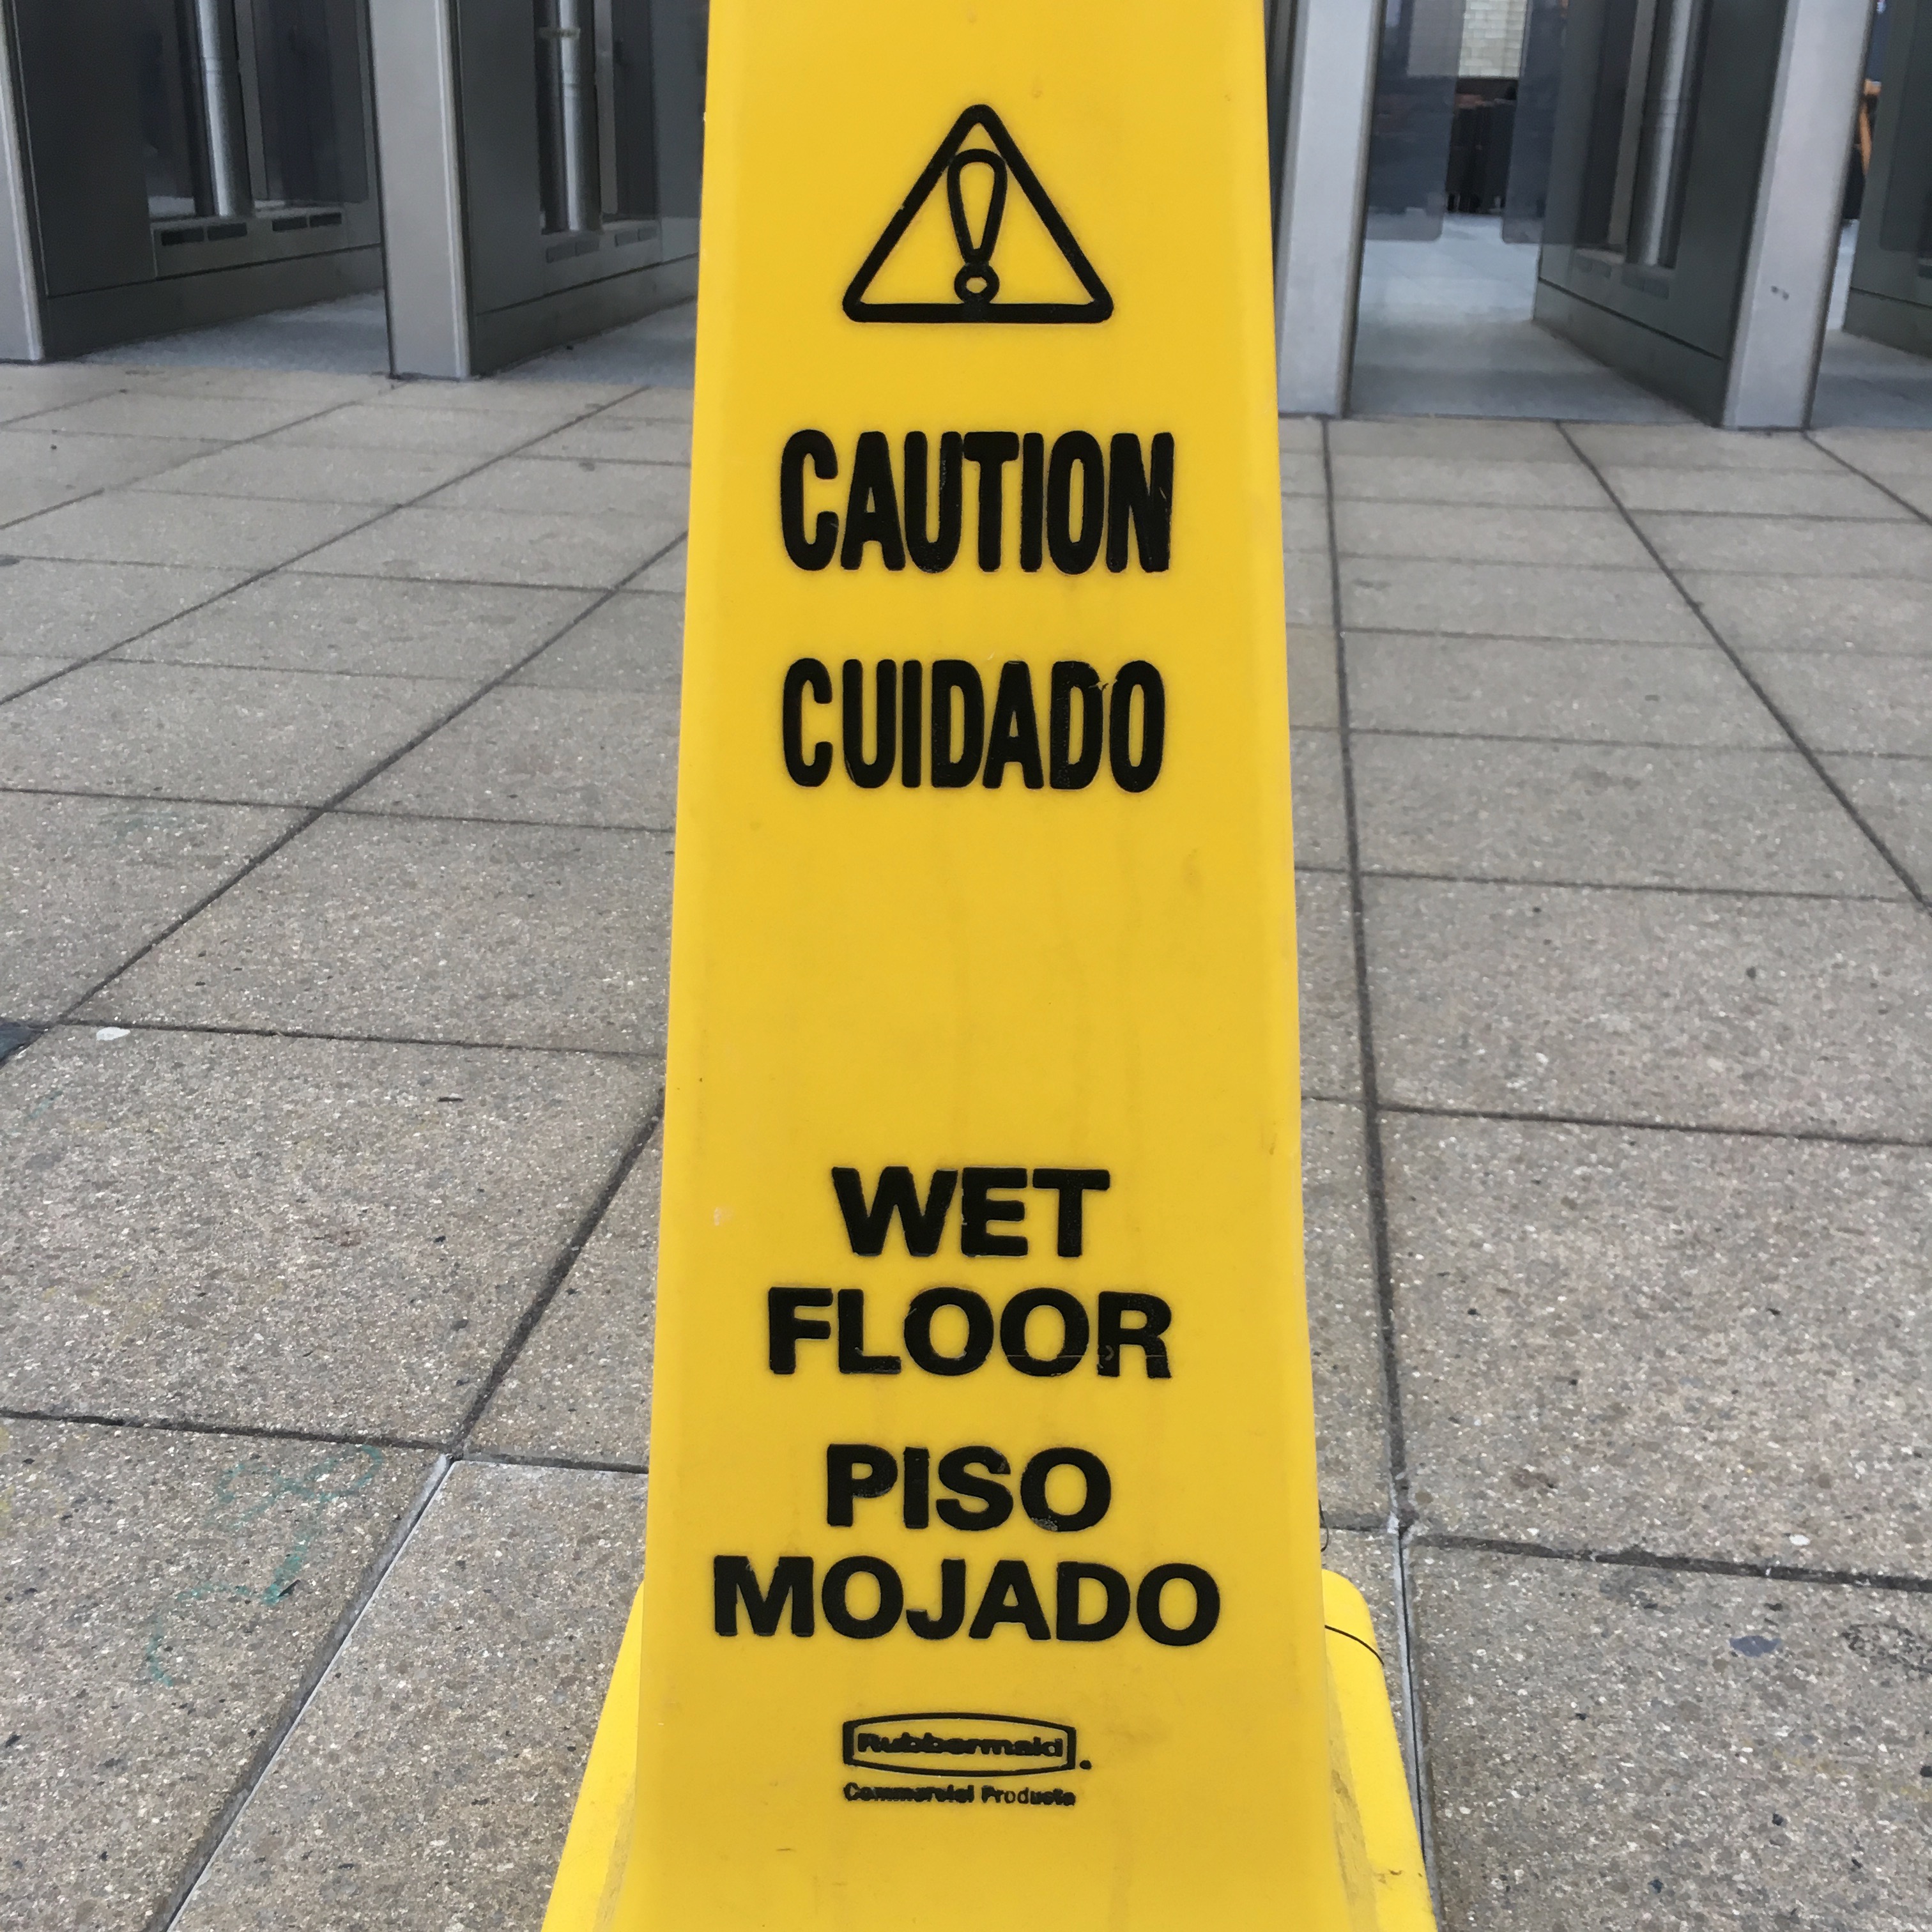 CAUTION
CUIDADO
WET
FLOOR
PISO
MOJADO
Rubbermaid
Commercial Products